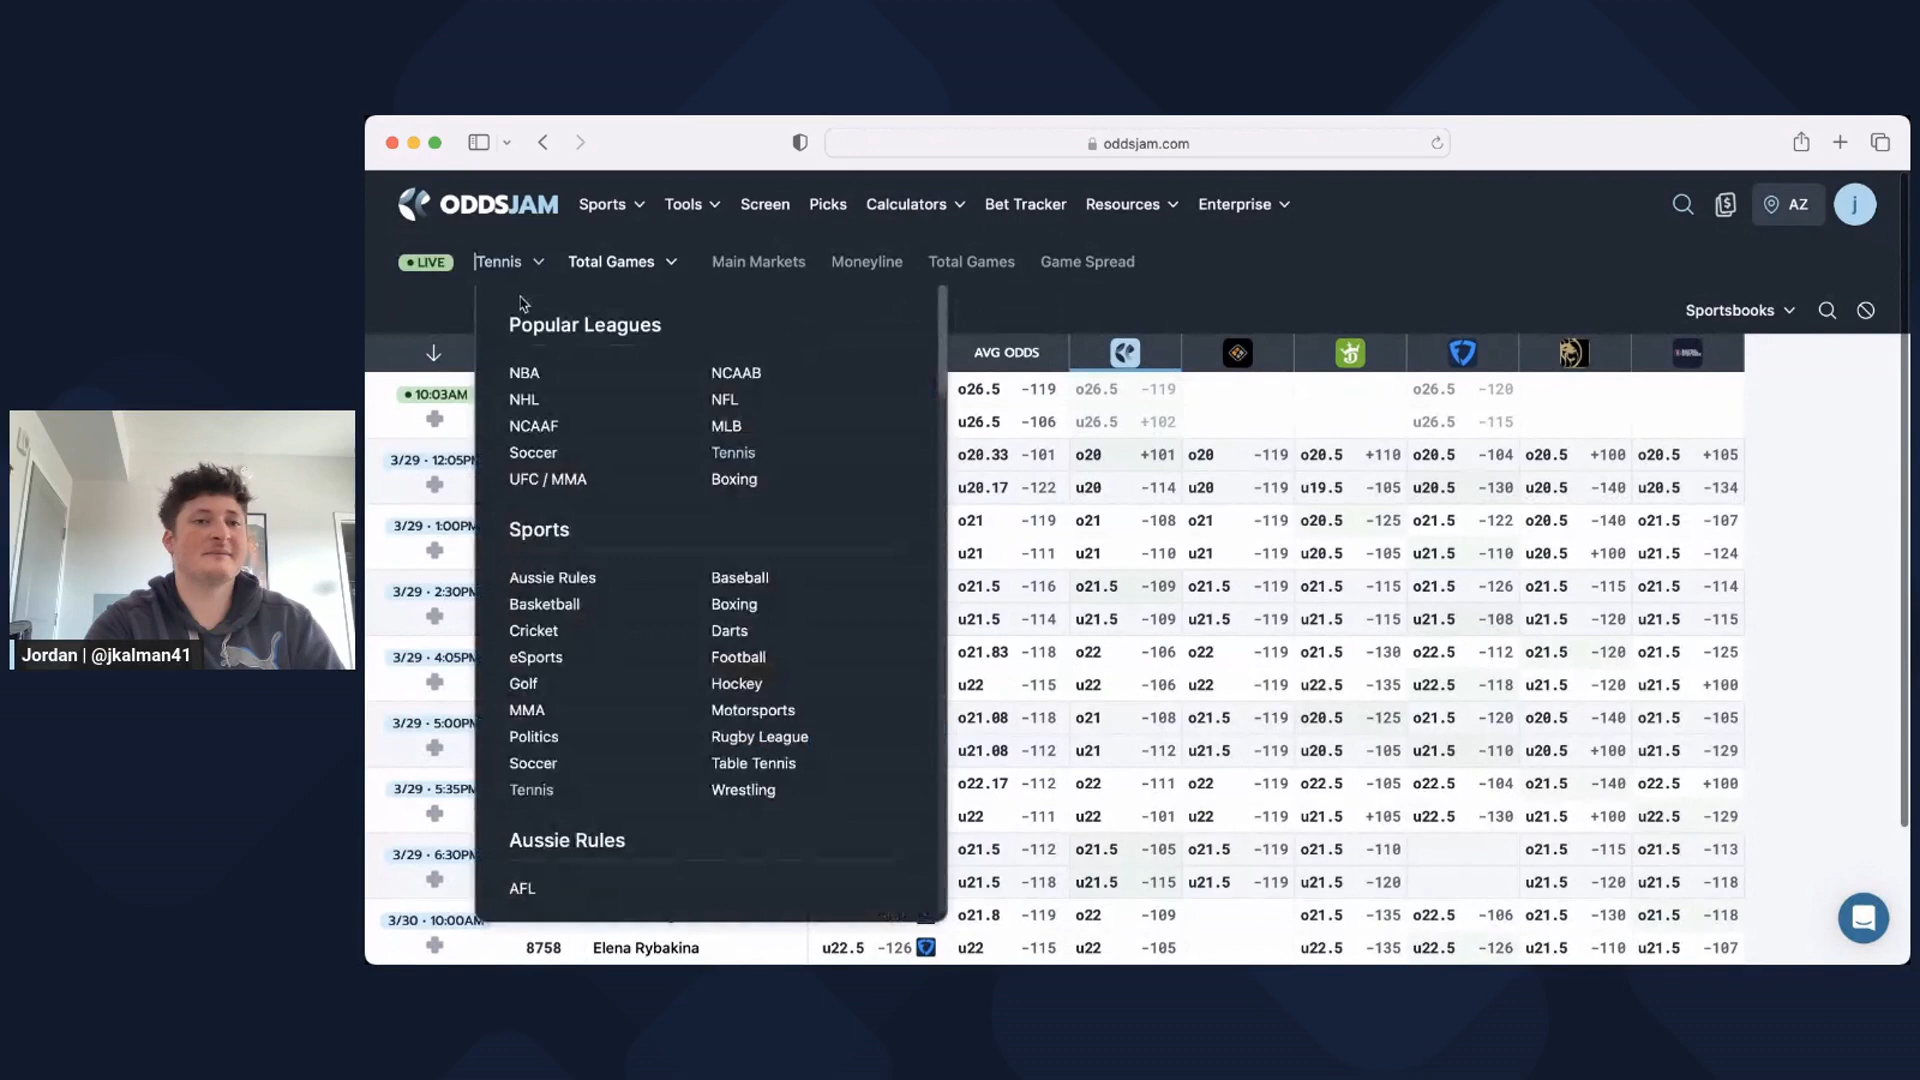 oddsjam.com
ODDSJAM Sports Tools Screen Picks Calculators Bet Tracker Resources Enterprise AZ j
LIVE Tennis Total Games Main Markets Moneyline Total Games Game Spread
Sportsbooks
Popular Leagues
NBA NCAAB
NHL NFL
NCAAF MLB
Soccer Tennis
UFC / MMA Boxing
Sports
Aussie Rules Baseball
Basketball Boxing
Cricket Darts
eSports Football
Golf Hockey
MMA Motorsports
Politics Rugby League
Soccer Table Tennis
Tennis Wrestling
Aussie Rules
AFL
AVG ODDS
10:03AM o26.5 -119 o26.5 -119 o26.5 -120
u26.5 -106 u26.5 +102 u26.5 -115
3/29 · 12:05PM o20.33 -101 o20 +101 o20 -119 o20.5 +110 o20.5 -104 o20.5 +100 o20.5 +105
u20.17 -122 u20 -114 u20 -119 u19.5 -105 u20.5 -130 u20.5 -140 u20.5 -134
3/29 · 1:00PM o21 -119 o21 -108 o21 -119 o20.5 -125 o21.5 -122 o20.5 -140 o21.5 -107
u21 -111 u21 -110 u21 -119 u20.5 -105 u21.5 -110 u20.5 +100 u21.5 -124
3/29 · 2:30PM o21.5 -116 o21.5 -109 o21.5 -119 o21.5 -115 o21.5 -126 o21.5 -115 o21.5 -114
u21.5 -114 u21.5 -109 u21.5 -119 u21.5 -115 u21.5 -108 u21.5 -120 u21.5 -115
3/29 · 4:05PM o21.83 -118 o22 -106 o22 -119 o21.5 -130 o22.5 -112 o21.5 -120 o21.5 -125
u22 -115 u22 -106 u22 -119 u22.5 -135 u22.5 -118 u21.5 -120 u21.5 +100
3/29 · 5:00PM o21.08 -118 o21 -108 o21.5 -119 o20.5 -125 o21.5 -120 o20.5 -140 o21.5 -105
u21.08 -112 u21 -112 u21.5 -119 u20.5 -105 u21.5 -110 u20.5 +100 u21.5 -129
3/29 · 5:35PM o22.17 -112 o22 -111 o22 -119 o22.5 -105 o22.5 -104 o21.5 -140 o22.5 +100
u22 -111 u22 -101 u22 -119 u21.5 +105 u22.5 -130 u21.5 +100 u22.5 -129
3/29 · 6:30PM o21.5 -112 o21.5 -105 o21.5 -119 o21.5 -110 o21.5 -115 o21.5 -113
u21.5 -118 u21.5 -115 u21.5 -119 u21.5 -120 u21.5 -120 u21.5 -118
3/30 · 10:00AM o21.8 -119 o22 -109 o21.5 -135 o22.5 -106 o21.5 -130 o21.5 -118
8758 Elena Rybakina u22.5 -126 u22 -115 u22 -105 u22.5 -135 u22.5 -126 u21.5 -110 u21.5 -107
Jordan | @jkalman41